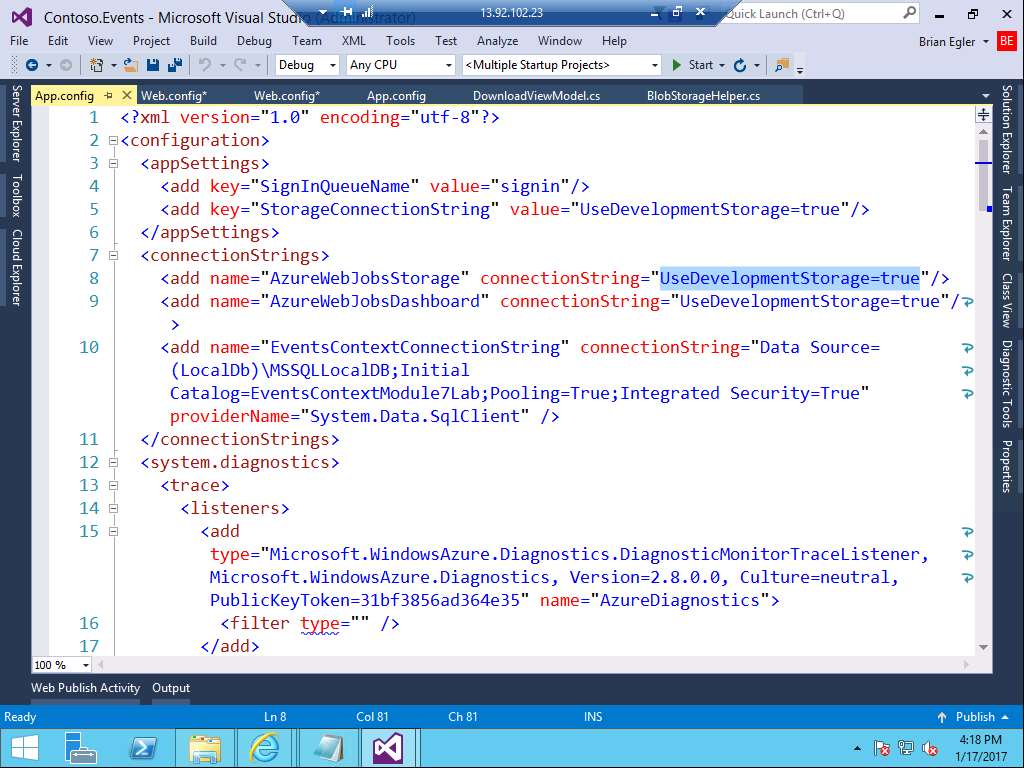 Contoso.Events - Microsoft Visual Studio (Administrator)
13.92.102.23
Quick Launch (Ctrl+Q)
File Edit View Project Build Debug Team XML Tools Test Analyze Window Help
Brian Egler
BE
Debug Any CPU <Multiple Startup Projects> Start
App.config Web.config* Web.config* App.config DownloadViewModel.cs BlobStorageHelper.cs
Server Explorer
Toolbox
Cloud Explorer
1 <?xml version="1.0" encoding="utf-8"?>
2 <configuration>
3 <appSettings>
4 <add key="SignInQueueName" value="signin"/>
5 <add key="StorageConnectionString" value="UseDevelopmentStorage=true"/>
6 </appSettings>
7 <connectionStrings>
8 <add name="AzureWebJobsStorage" connectionString="UseDevelopmentStorage=true"/>
9 <add name="AzureWebJobsDashboard" connectionString="UseDevelopmentStorage=true"/
>
10 <add name="EventsContextConnectionString" connectionString="Data Source=
(LocalDb)\MSSQLLocalDB;Initial
Catalog=EventsContextModule7Lab;Pooling=True;Integrated Security=True"
providerName="System.Data.SqlClient" />
11 </connectionStrings>
12 <system.diagnostics>
13 <trace>
14 <listeners>
15 <add
type="Microsoft.WindowsAzure.Diagnostics.DiagnosticMonitorTraceListener,
Microsoft.WindowsAzure.Diagnostics, Version=2.8.0.0, Culture=neutral,
PublicKeyToken=31bf3856ad364e35" name="AzureDiagnostics">
16 <filter type="" />
17 </add>
Solution Explorer
Team Explorer
Class View
Diagnostic Tools
Properties
100 %
Web Publish Activity Output
Ready Ln 8 Col 81 Ch 81 INS Publish
4:18 PM
1/17/2017